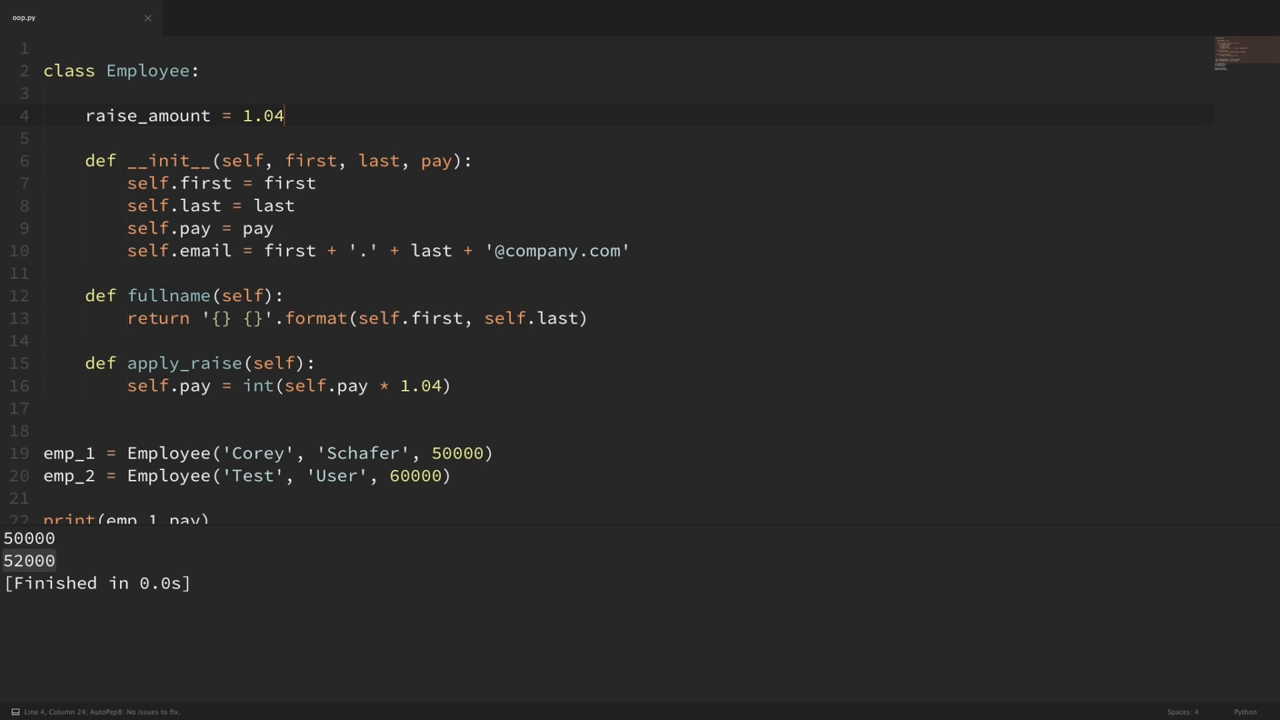 oop.py
1
2 class Employee:
3
4     raise_amount = 1.04
5
6     def __init__(self, first, last, pay):
7         self.first = first
8         self.last = last
9         self.pay = pay
10         self.email = first + '.' + last + '@company.com'
11
12     def fullname(self):
13         return '{} {}'.format(self.first, self.last)
14
15     def apply_raise(self):
16         self.pay = int(self.pay * 1.04)
17
18
19 emp_1 = Employee('Corey', 'Schafer', 50000)
20 emp_2 = Employee('Test', 'User', 60000)
21
22 print(emp_1.pay)
50000
52000
[Finished in 0.0s]
Line 4, Column 24; AutoPep8: No issues to fix.
Spaces: 4
Python